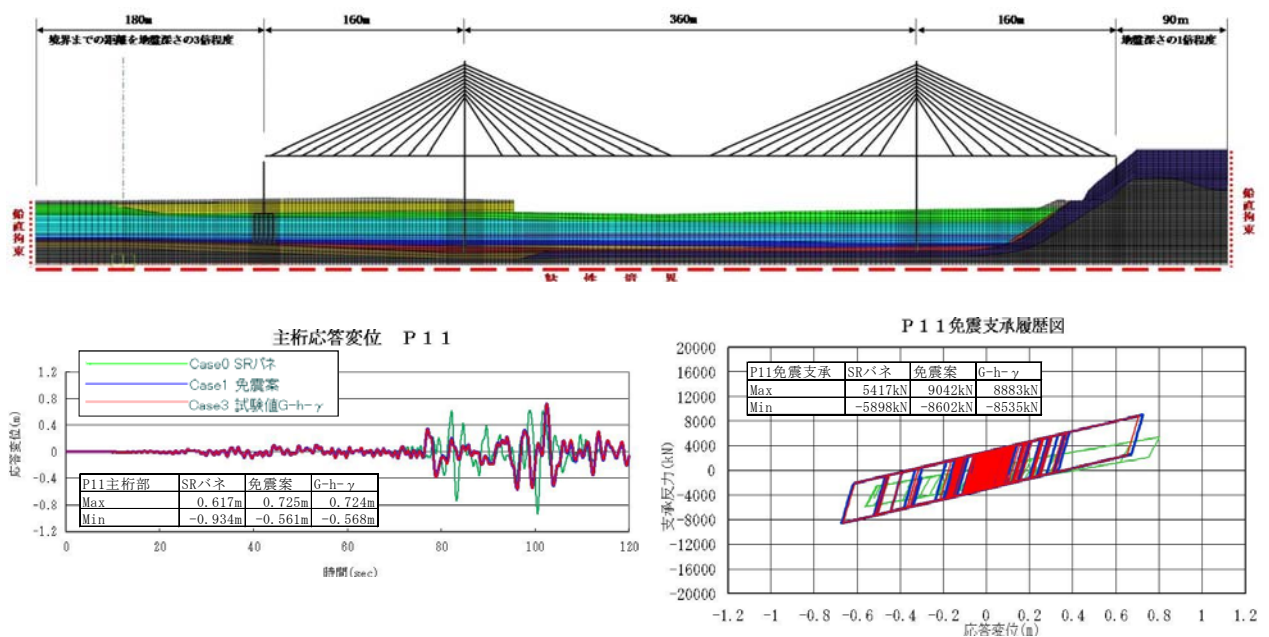 180m
160m
360m
160m
90m
境界までの距離を地盤深さの3倍程度
地盤深さの1倍程度
鉛直拘束
鉛直拘束
粘 性 境 界
主桁応答変位 P11
Case0 SRバネ
Case1 免震案
Case3 試験値G-h-γ
1.2
0.8
0.4
0
-0.4
-0.8
-1.2
応答変位(m)
P11主桁部 SRバネ 免震案 G-h-γ
Max 0.617m 0.725m 0.724m
Min -0.934m -0.561m -0.568m
0 20 40 60 80 100 120
時間(sec)
P11免震支承履歴図
20000
16000
12000
8000
4000
0
-4000
-8000
-12000
-16000
-20000
支承反力(kN)
P11免震支承 SRバネ 免震案 G-h-γ
Max 5417kN 9042kN 8883kN
Min -5898kN -8602kN -8535kN
-1.2 -1 -0.8 -0.6 -0.4 -0.2 0 0.2 0.4 0.6 0.8 1 1.2
応答変位(m)